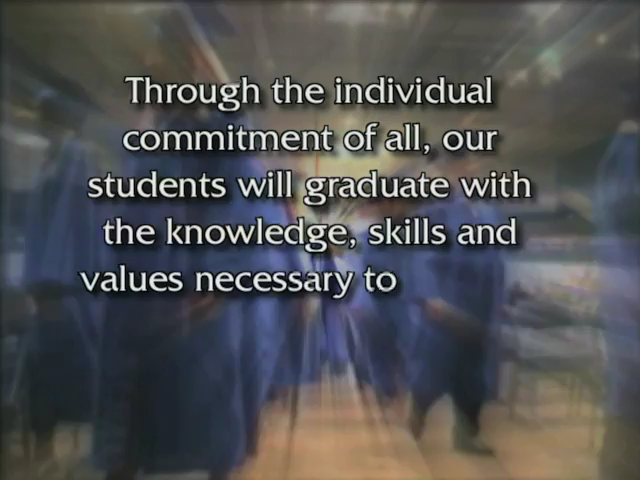 Through the individual
commitment of all, our
students will graduate with
the knowledge, skills and
values necessary to